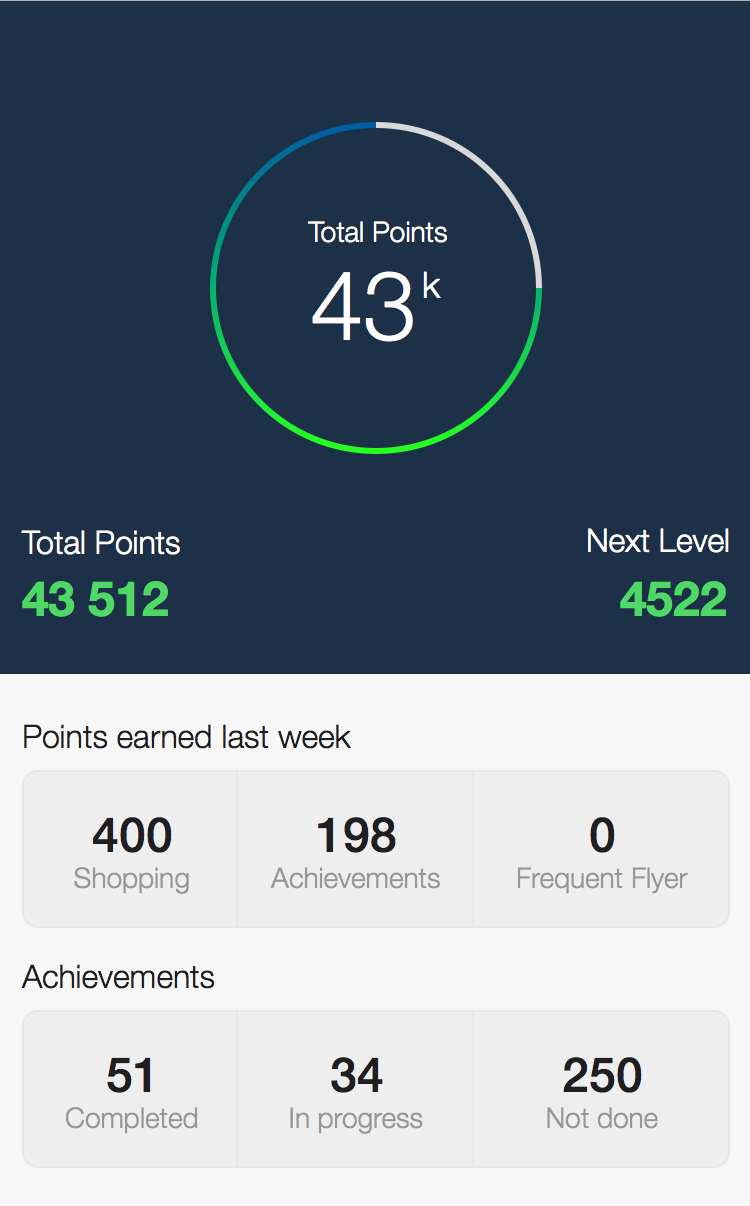 Total Points
43k
Total Points
Next Level
43 512
4522
Points earned last week
400
198
0
Shopping
Achievements
Frequent Flyer
Achievements
51
34
250
Completed
In progress
Not done